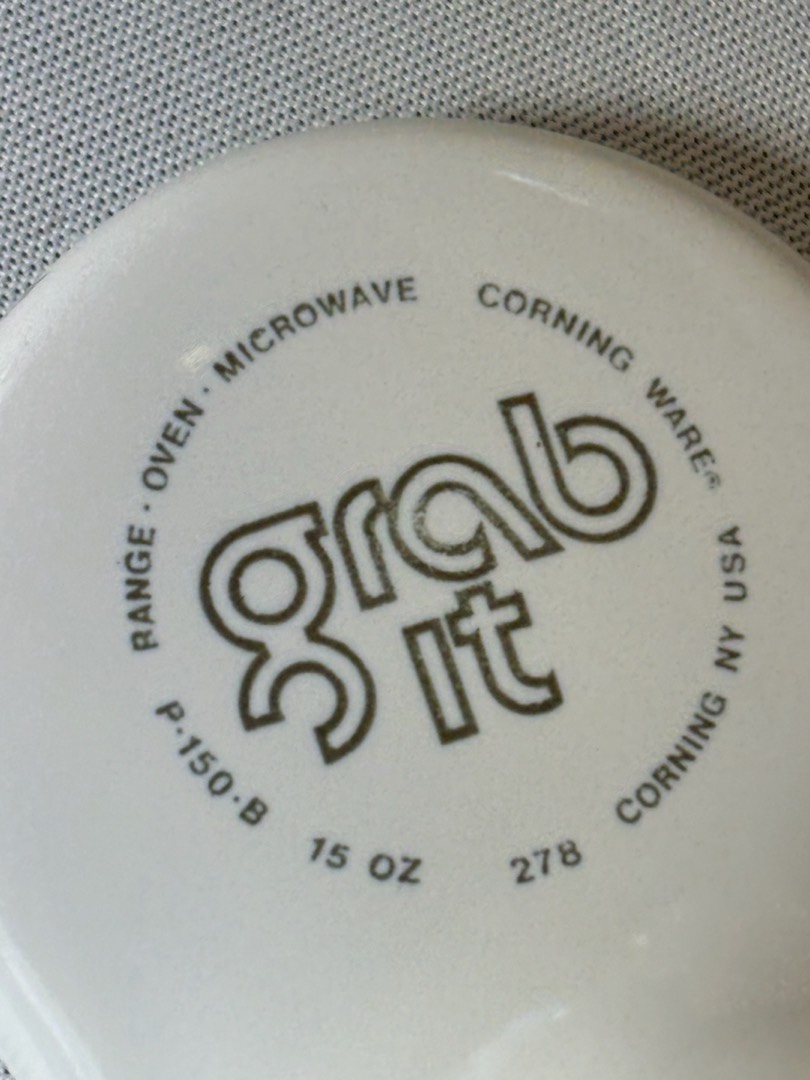 RANGE · OVEN · MICROWAVE
CORNING WARE®
CORNING NY USA
grab
it
P·150·B
15 OZ
278